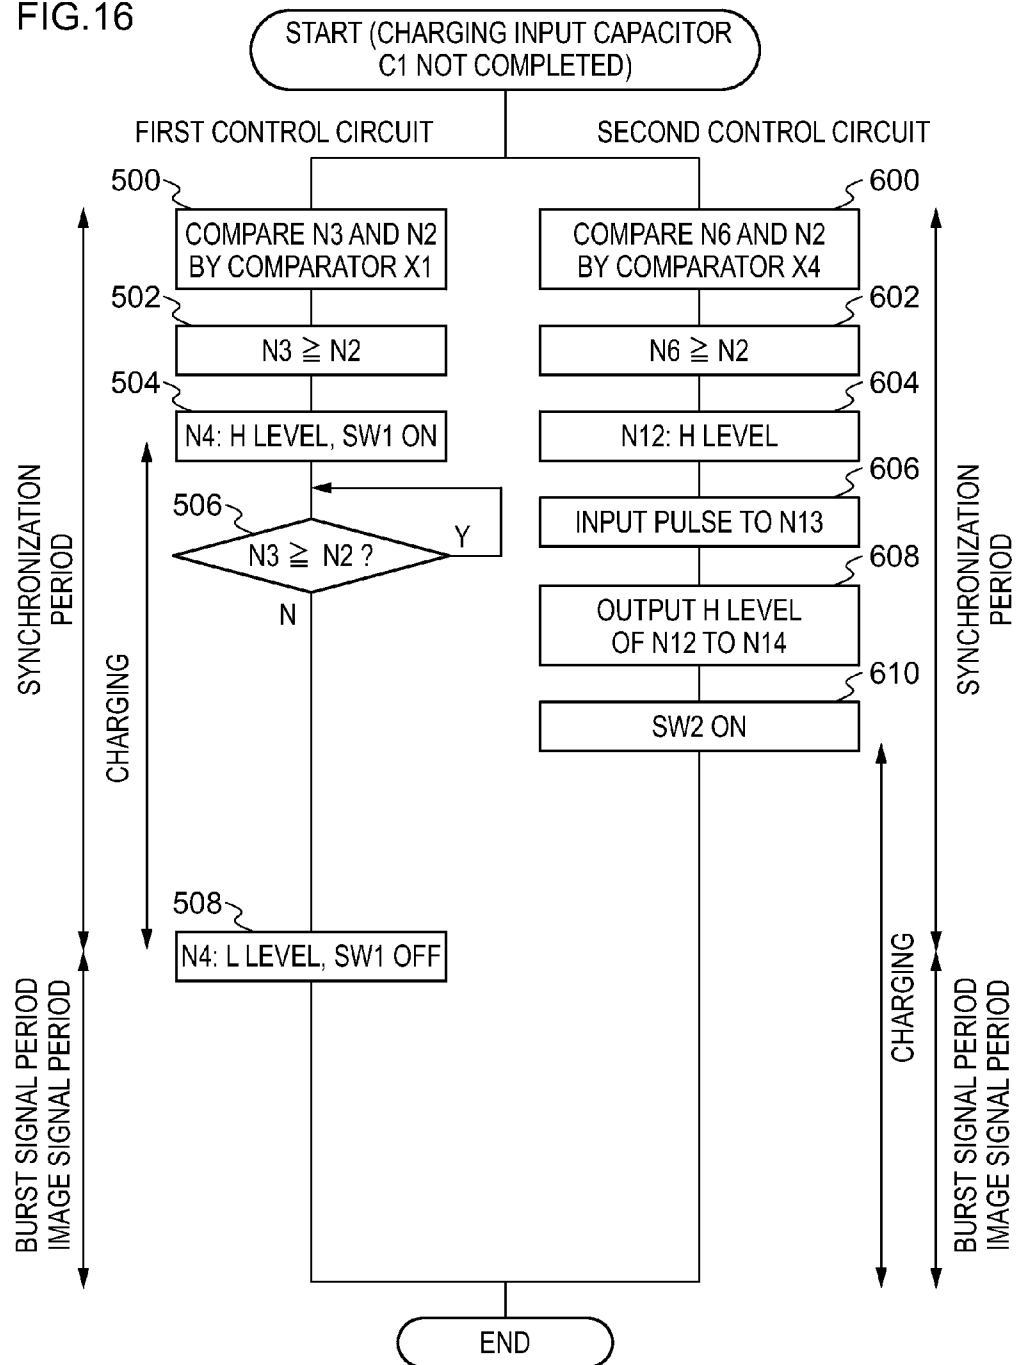 FIG.16
START (CHARGING INPUT CAPACITOR
C1 NOT COMPLETED)
FIRST CONTROL CIRCUIT
SECOND CONTROL CIRCUIT
500
COMPARE N3 AND N2
BY COMPARATOR X1
502
N3 ≧ N2
504
N4: H LEVEL, SW1 ON
506
N3 ≧ N2 ?
Y
N
508
N4: L LEVEL, SW1 OFF
SYNCHRONIZATION
PERIOD
CHARGING
BURST SIGNAL PERIOD
IMAGE SIGNAL PERIOD
600
COMPARE N6 AND N2
BY COMPARATOR X4
602
N6 ≧ N2
604
N12: H LEVEL
606
INPUT PULSE TO N13
608
OUTPUT H LEVEL
OF N12 TO N14
610
SW2 ON
SYNCHRONIZATION
PERIOD
CHARGING
BURST SIGNAL PERIOD
IMAGE SIGNAL PERIOD
END